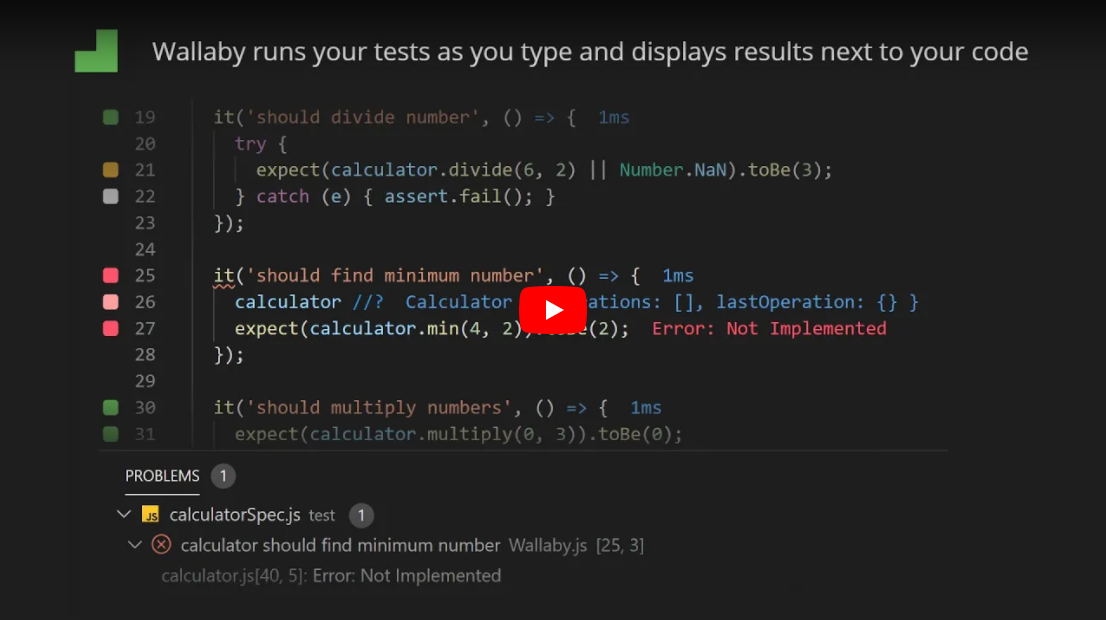 Wallaby runs your tests as you type and displays results next to your code
19 it('should divide number', () => { 1ms
20 try {
21 expect(calculator.divide(6, 2) || Number.NaN).toBe(3);
22 } catch (e) { assert.fail(); }
23 });
24
25 it('should find minimum number', () => { 1ms
26 calculator //? Calculator ations: [], lastOperation: {} }
27 expect(calculator.min(4, 2) (2); Error: Not Implemented
28 });
29
30 it('should multiply numbers', () => { 1ms
31 expect(calculator.multiply(0, 3)).toBe(0);
PROBLEMS 1
JS calculatorSpec.js test 1
calculator should find minimum number Wallaby.js [25, 3]
calculator.js[40, 5]: Error: Not Implemented